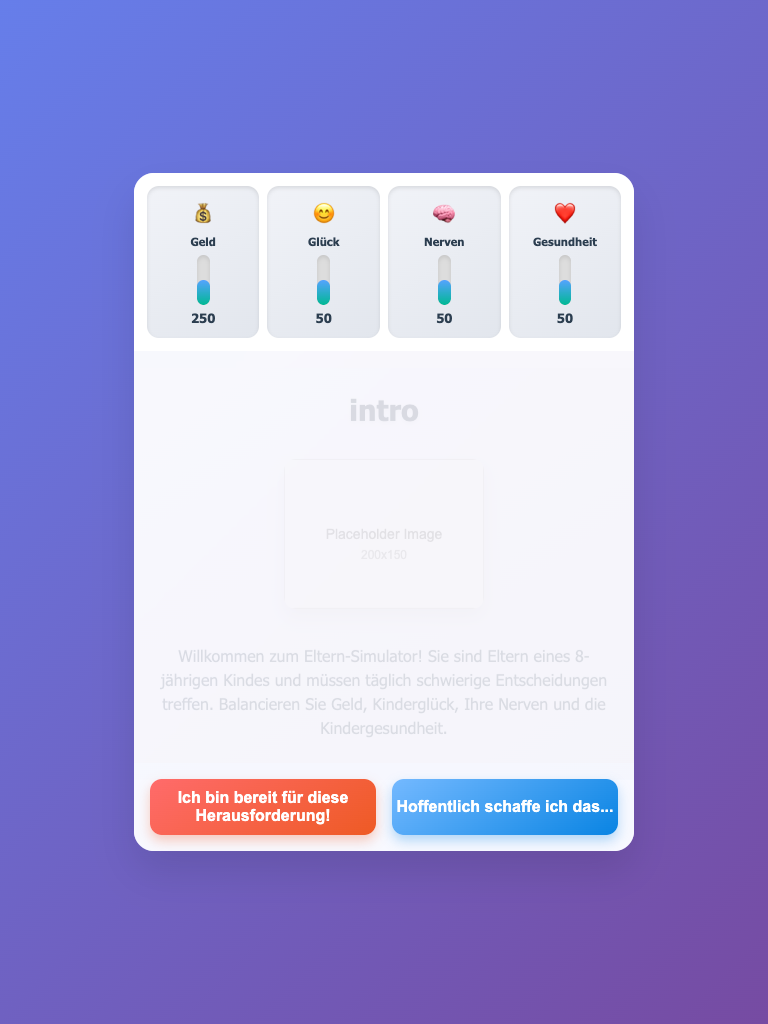 Geld
Glück
Nerven
Gesundheit
250
50
50
50
intro
Placeholder Image
200x150
Willkommen zum Eltern-Simulator! Sie sind Eltern eines 8-
jährigen Kindes und müssen täglich schwierige Entscheidungen
treffen. Balancieren Sie Geld, Kinderglück, Ihre Nerven und die
Kindergesundheit.
Ich bin bereit für diese
Herausforderung!
Hoffentlich schaffe ich das...